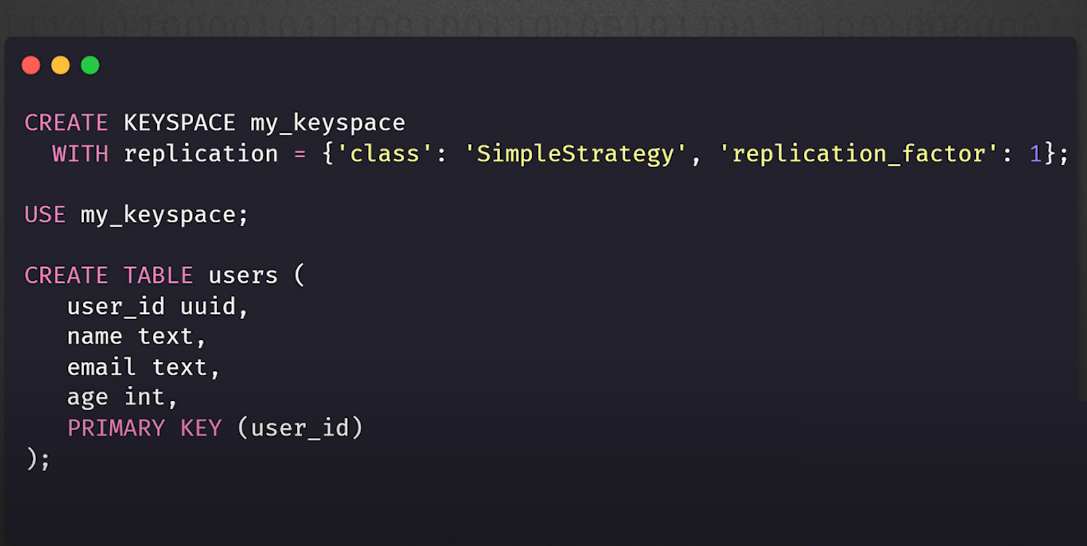 CREATE KEYSPACE my_keyspace
  WITH replication = {'class': 'SimpleStrategy', 'replication_factor': 1};

USE my_keyspace;

CREATE TABLE users (
   user_id uuid,
   name text,
   email text,
   age int,
   PRIMARY KEY (user_id)
);